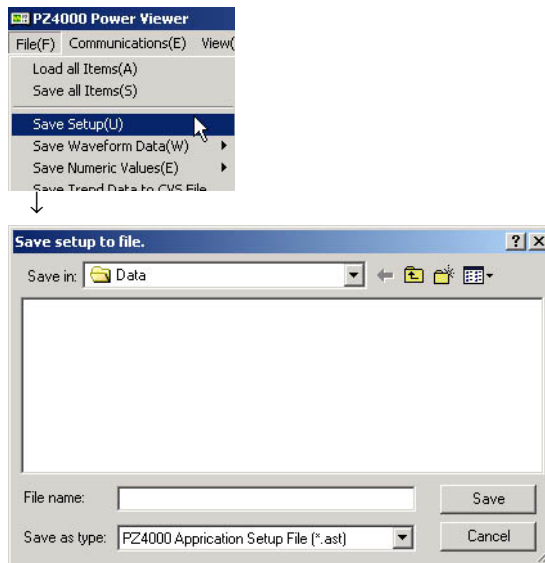 PZ4000 Power Viewer
File(F) Communications(E) View(
Load all Items(A)
Save all Items(S)
Save Setup(U)
Save Waveform Data(W)
Save Numeric Values(E)
Save Trend Data to CVS File
Save setup to file.
Save in: Data
File name:
Save
Save as type: PZ4000 Apprication Setup File (*.ast)
Cancel